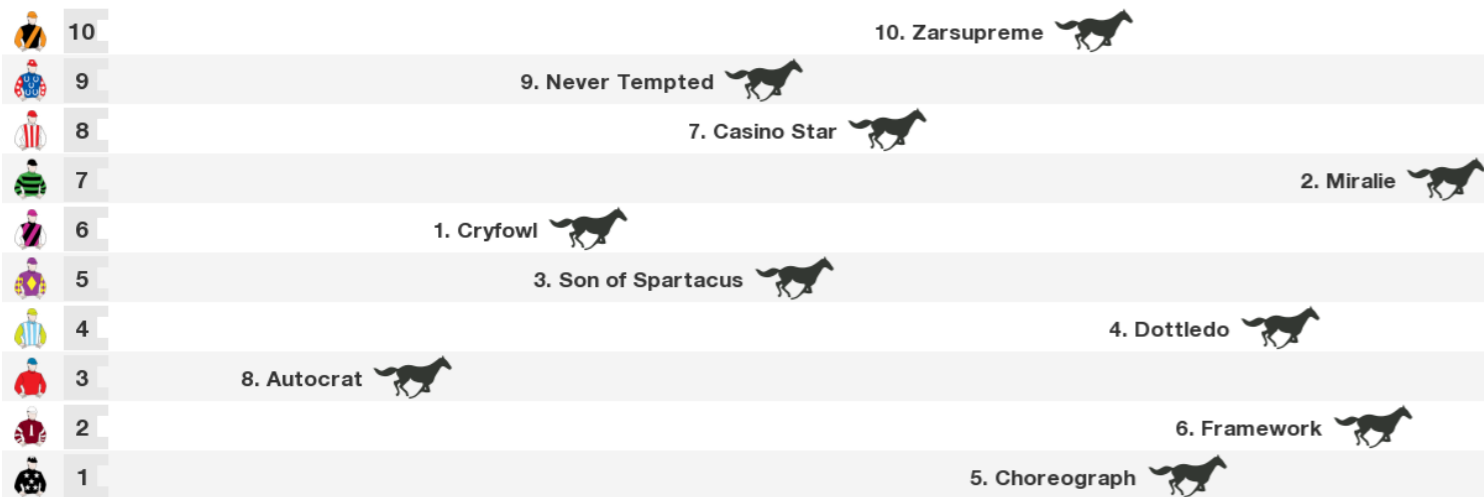 10 10. Zarsupreme
9 9. Never Tempted
8 7. Casino Star
7 2. Miralie
6 1. Cryfowl
5 3. Son of Spartacus
4 4. Dottledo
3 8. Autocrat
2 6. Framework
1 5. Choreograph